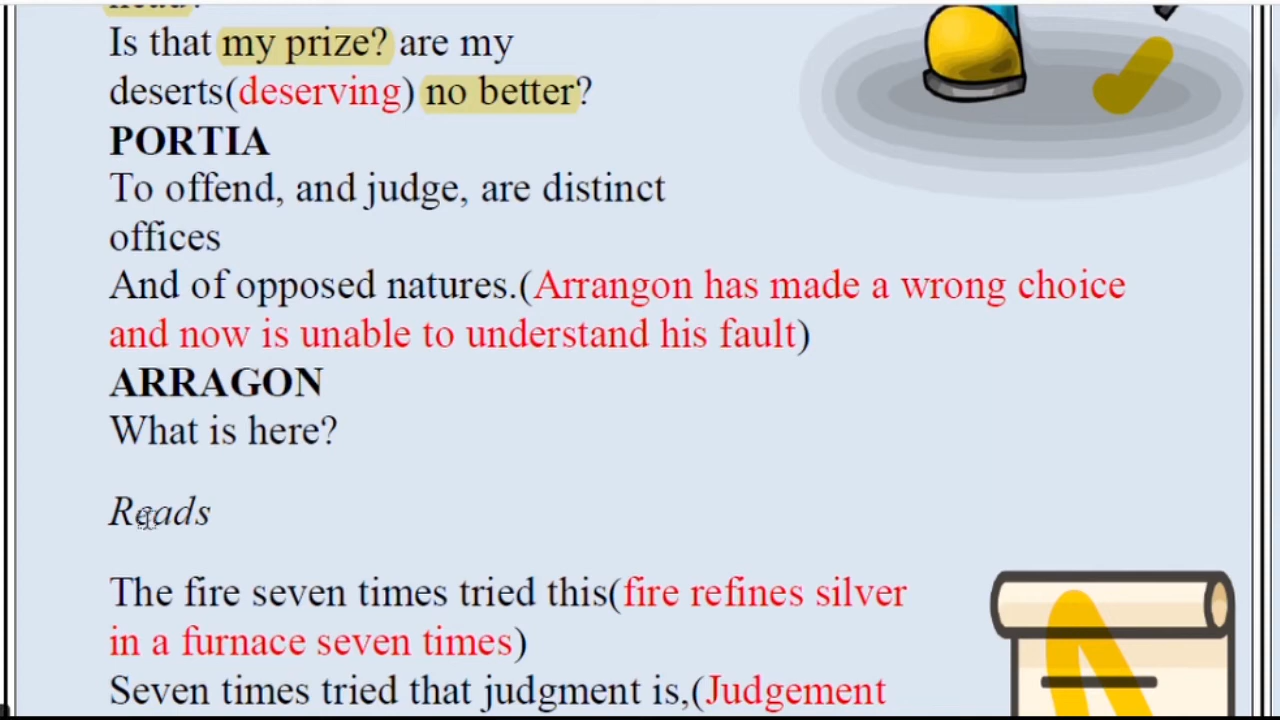 Is that my prize? are my
deserts(deserving) no better?
PORTIA
To offend, and judge, are distinct
offices
And of opposed natures.(Arrangon has made a wrong choice
and now is unable to understand his fault)
ARRAGON
What is here?
Reads
The fire seven times tried this(fire refines silver
in a furnace seven times)
Seven times tried that judgment is,(Judgement